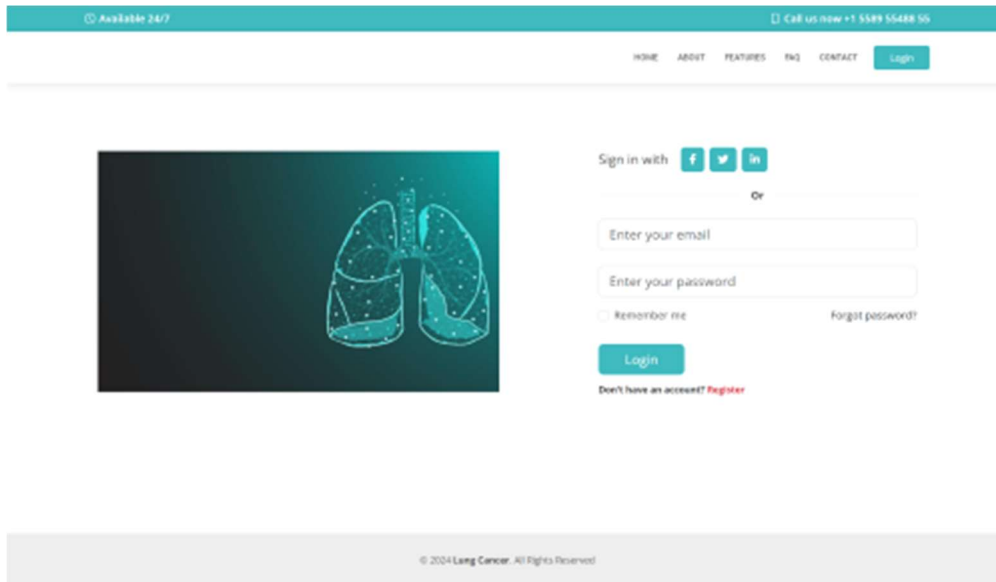 Available 24/7
Call us now +1 5589 55488 55
HOME ABOUT FEATURES FAQ CONTACT Login
Sign in with
Or
Enter your email
Enter your password
Remember me Forgot password?
Login
Don't have an account? Register
© 2024 Lung Cancer. All Rights Reserved